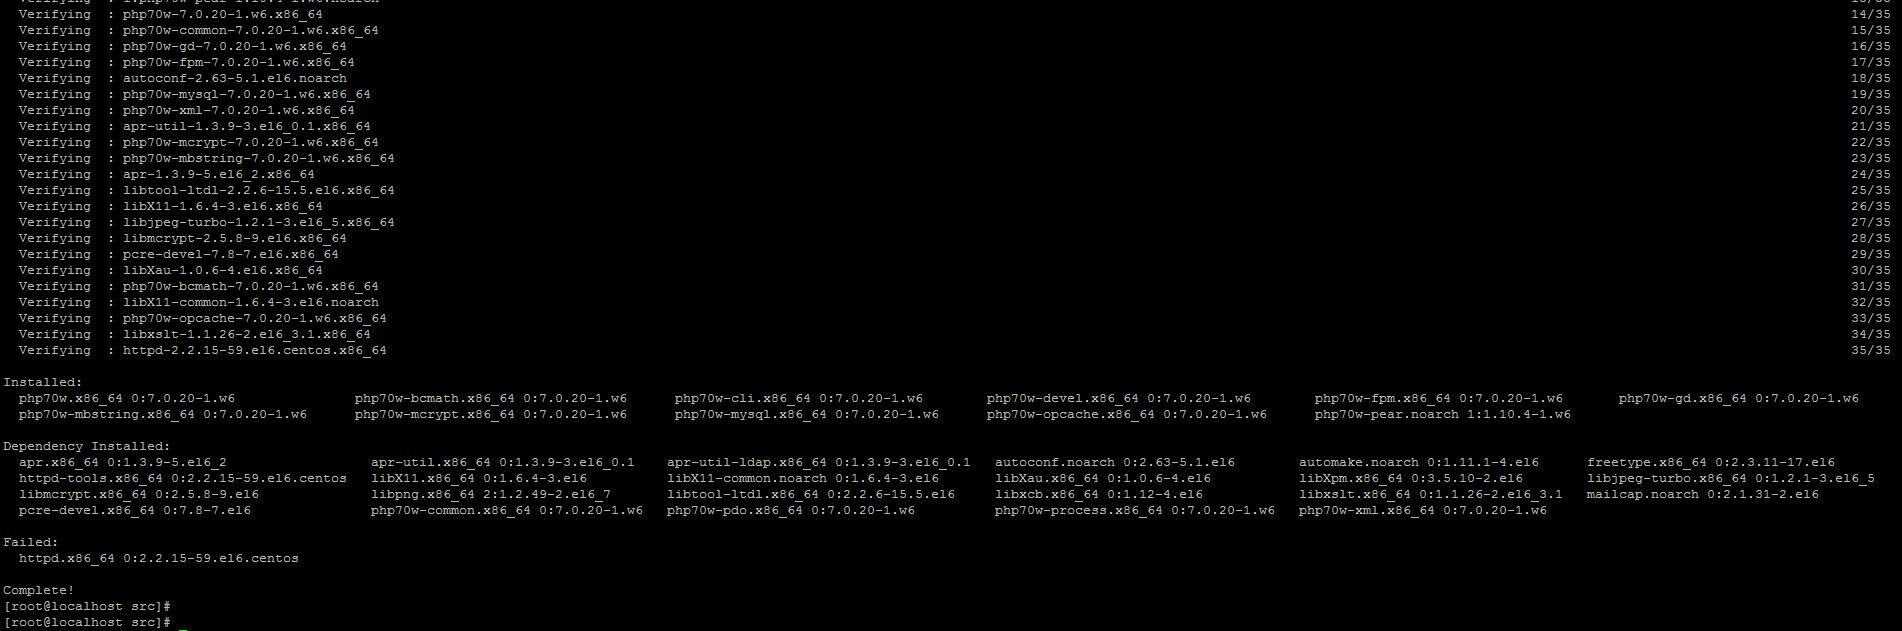 Verifying : php70w-7.0.20-1.w6.x86_64 14/35
Verifying : php70w-common-7.0.20-1.w6.x86_64 15/35
Verifying : php70w-gd-7.0.20-1.w6.x86_64 16/35
Verifying : php70w-fpm-7.0.20-1.w6.x86_64 17/35
Verifying : autoconf-2.63-5.1.el6.noarch 18/35
Verifying : php70w-mysql-7.0.20-1.w6.x86_64 19/35
Verifying : php70w-xml-7.0.20-1.w6.x86_64 20/35
Verifying : apr-util-1.3.9-3.el6_0.1.x86_64 21/35
Verifying : php70w-mcrypt-7.0.20-1.w6.x86_64 22/35
Verifying : php70w-mbstring-7.0.20-1.w6.x86_64 23/35
Verifying : apr-1.3.9-5.el6_2.x86_64 24/35
Verifying : libtool-ltdl-2.2.6-15.5.el6.x86_64 25/35
Verifying : libX11-1.6.4-3.el6.x86_64 26/35
Verifying : libjpeg-turbo-1.2.1-3.el6_5.x86_64 27/35
Verifying : libmcrypt-2.5.8-9.el6.x86_64 28/35
Verifying : pcre-devel-7.8-7.el6.x86_64 29/35
Verifying : libXau-1.0.6-4.el6.x86_64 30/35
Verifying : php70w-bcmath-7.0.20-1.w6.x86_64 31/35
Verifying : libX11-common-1.6.4-3.el6.noarch 32/35
Verifying : php70w-opcache-7.0.20-1.w6.x86_64 33/35
Verifying : libxslt-1.1.26-2.el6_3.1.x86_64 34/35
Verifying : httpd-2.2.15-59.el6.centos.x86_64 35/35
Installed:
php70w.x86_64 0:7.0.20-1.w6 php70w-bcmath.x86_64 0:7.0.20-1.w6 php70w-cli.x86_64 0:7.0.20-1.w6 php70w-devel.x86_64 0:7.0.20-1.w6 php70w-fpm.x86_64 0:7.0.20-1.w6 php70w-gd.x86_64 0:7.0.20-1.w6
php70w-mbstring.x86_64 0:7.0.20-1.w6 php70w-mcrypt.x86_64 0:7.0.20-1.w6 php70w-mysql.x86_64 0:7.0.20-1.w6 php70w-opcache.x86_64 0:7.0.20-1.w6 php70w-pear.noarch 1:1.10.4-1.w6
Dependency Installed:
apr.x86_64 0:1.3.9-5.el6_2 apr-util.x86_64 0:1.3.9-3.el6_0.1 apr-util-ldap.x86_64 0:1.3.9-3.el6_0.1 autoconf.noarch 0:2.63-5.1.el6 automake.noarch 0:1.11.1-4.el6 freetype.x86_64 0:2.3.11-17.el6
httpd-tools.x86_64 0:2.2.15-59.el6.centos libX11.x86_64 0:1.6.4-3.el6 libX11-common.noarch 0:1.6.4-3.el6 libXau.x86_64 0:1.0.6-4.el6 libXpm.x86_64 0:3.5.10-2.el6 libjpeg-turbo.x86_64 0:1.2.1-3.el6_5
libmcrypt.x86_64 0:2.5.8-9.el6 libpng.x86_64 2:1.2.49-2.el6_7 libtool-ltdl.x86_64 0:2.2.6-15.5.el6 libxcb.x86_64 0:1.12-4.el6 libxslt.x86_64 0:1.1.26-2.el6_3.1 mailcap.noarch 0:2.1.31-2.el6
pcre-devel.x86_64 0:7.8-7.el6 php70w-common.x86_64 0:7.0.20-1.w6 php70w-pdo.x86_64 0:7.0.20-1.w6 php70w-process.x86_64 0:7.0.20-1.w6 php70w-xml.x86_64 0:7.0.20-1.w6
Failed:
httpd.x86_64 0:2.2.15-59.el6.centos
Complete!
[root@localhost src]#
[root@localhost src]#